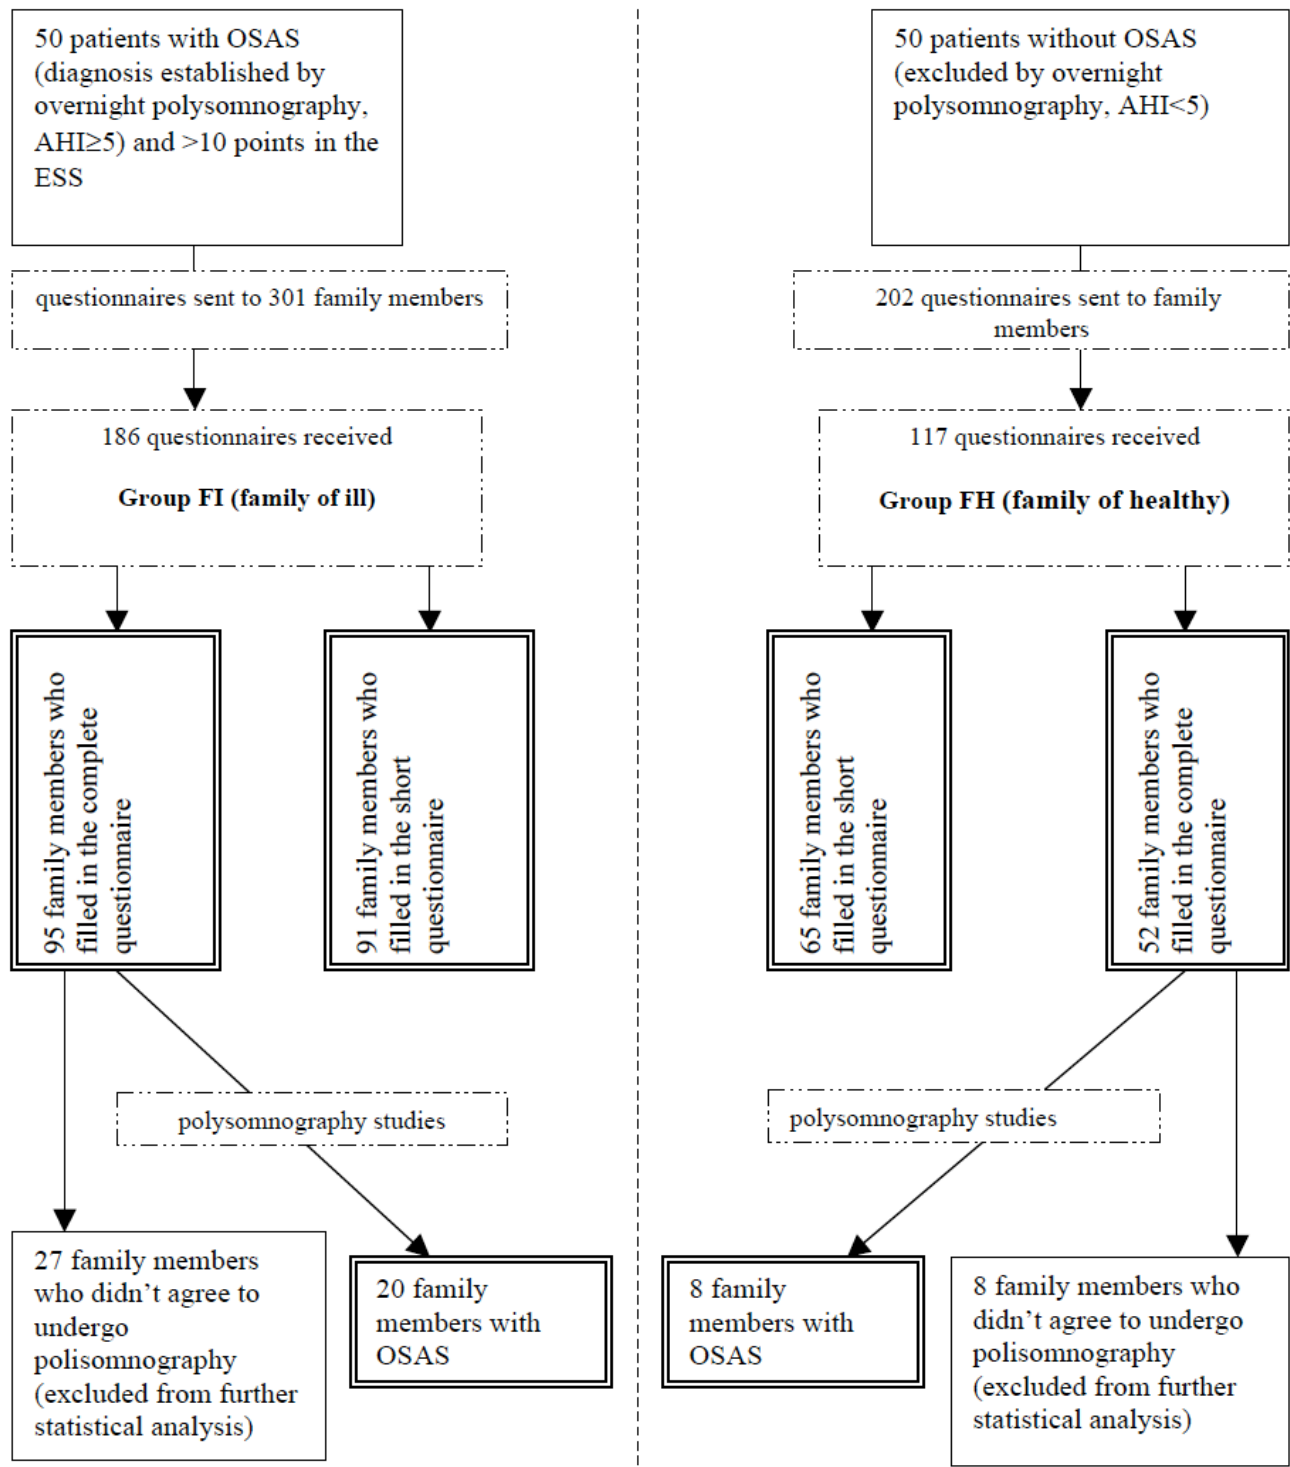 50 patients with OSAS
(diagnosis established by
overnight polysomnography,
AHI≥5) and >10 points in the
ESS
50 patients without OSAS
(excluded by overnight
polysomnography, AHI<5)
questionnaires sent to 301 family members
202 questionnaires sent to family
members
186 questionnaires received
Group FI (family of ill)
117 questionnaires received
Group FH (family of healthy)
95 family members who
filled in the complete
questionnaire
91 family members who
filled in the short
questionnaire
65 family members who
filled in the short
questionnaire
52 family members who
filled in the complete
questionnaire
polysomnography studies
polysomnography studies
27 family members
who didn’t agree to
undergo
polisomnography
(excluded from further
statistical analysis)
20 family
members with
OSAS
8 family
members with
OSAS
8 family members who
didn’t agree to undergo
polisomnography
(excluded from further
statistical analysis)